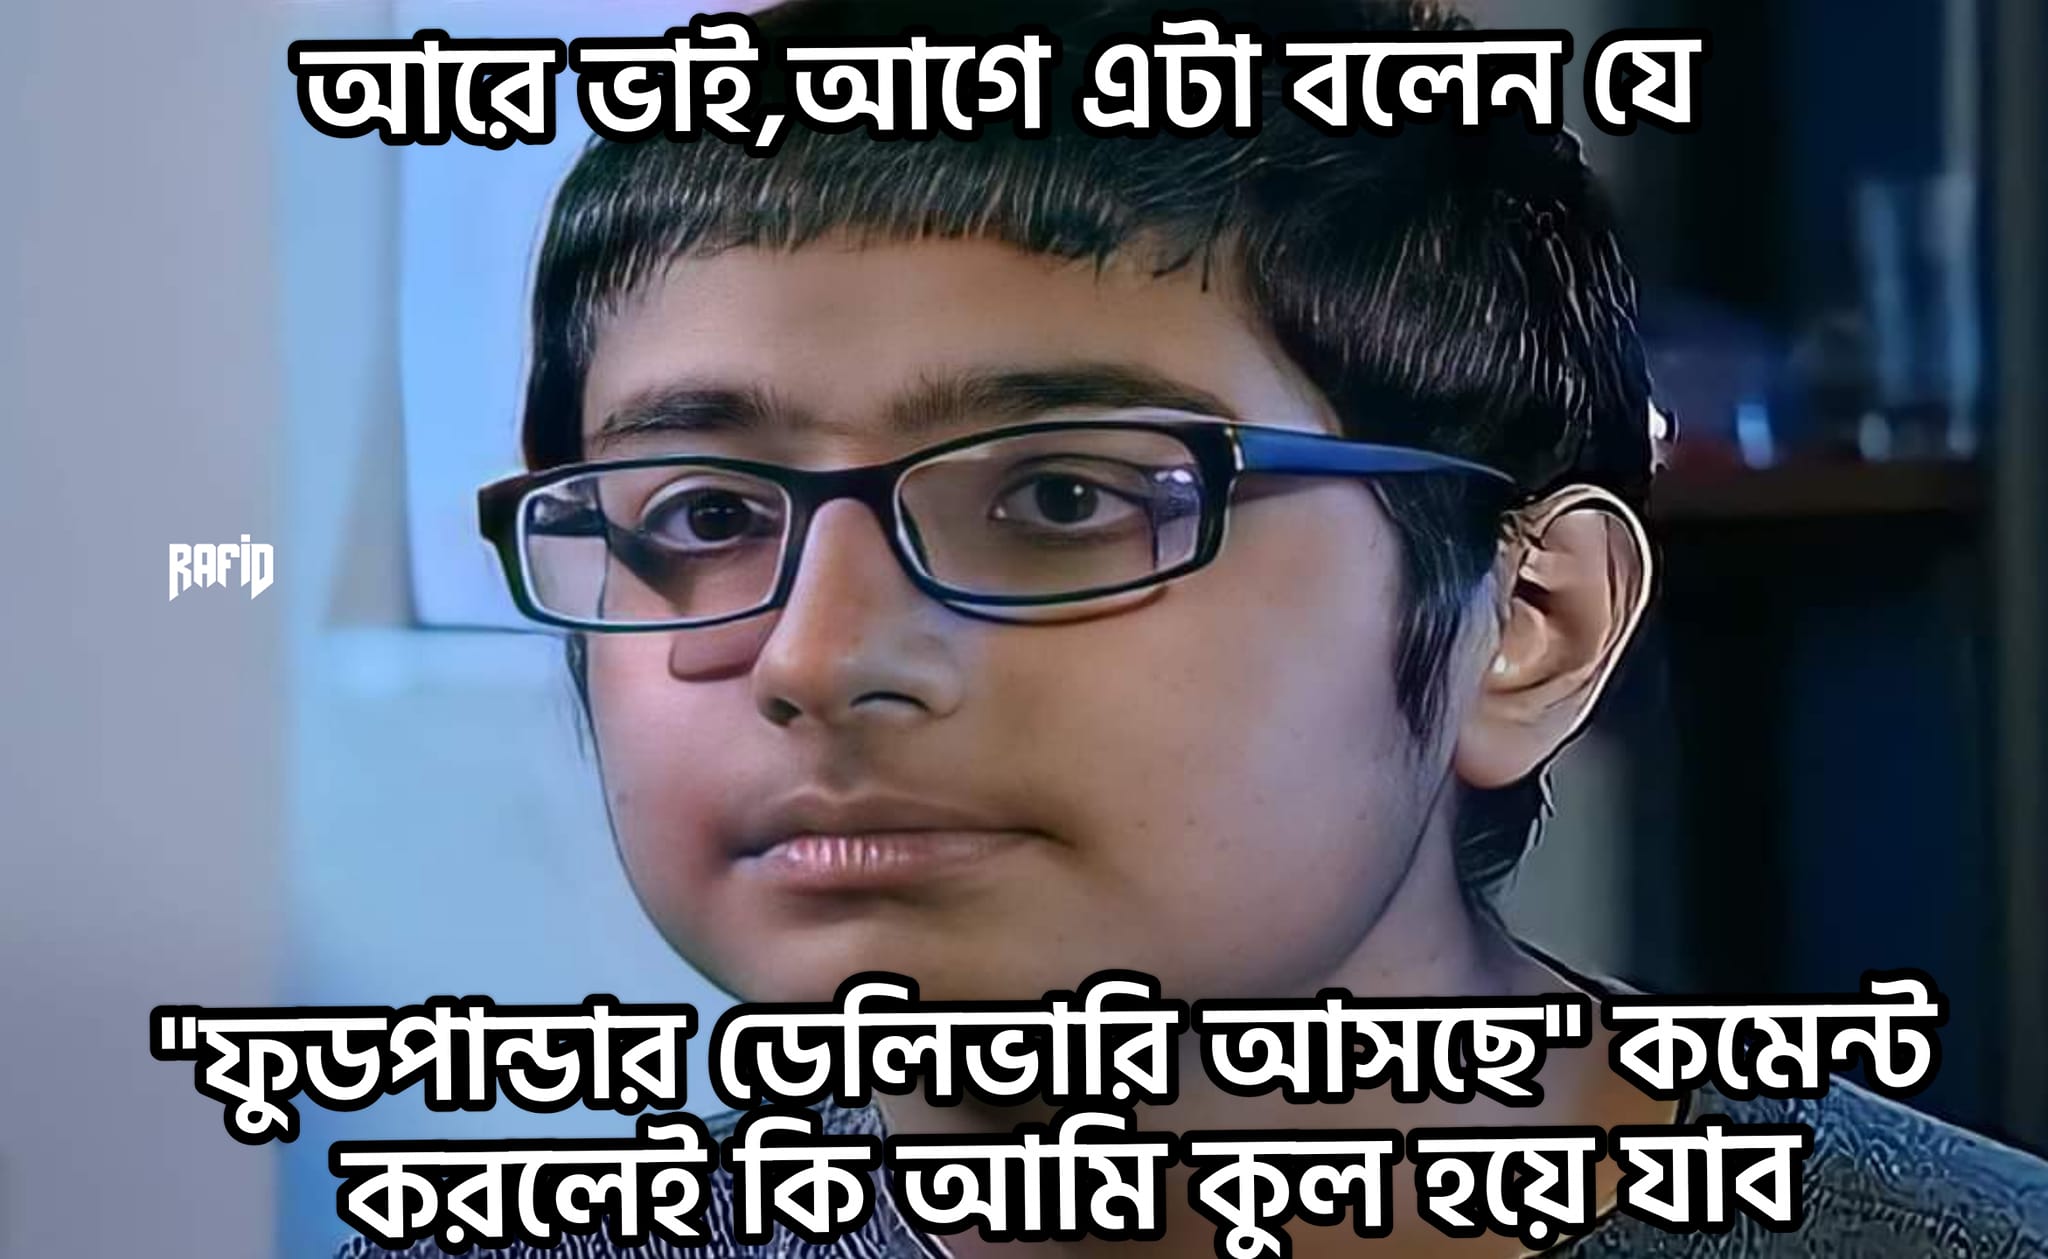 আরে ভাই,আগে এটা বলেন যে
RAFID
"ফুডপান্ডার ডেলিভারি আসছে" কমেন্ট
করলেই কি আমি কুল হয়ে যাব